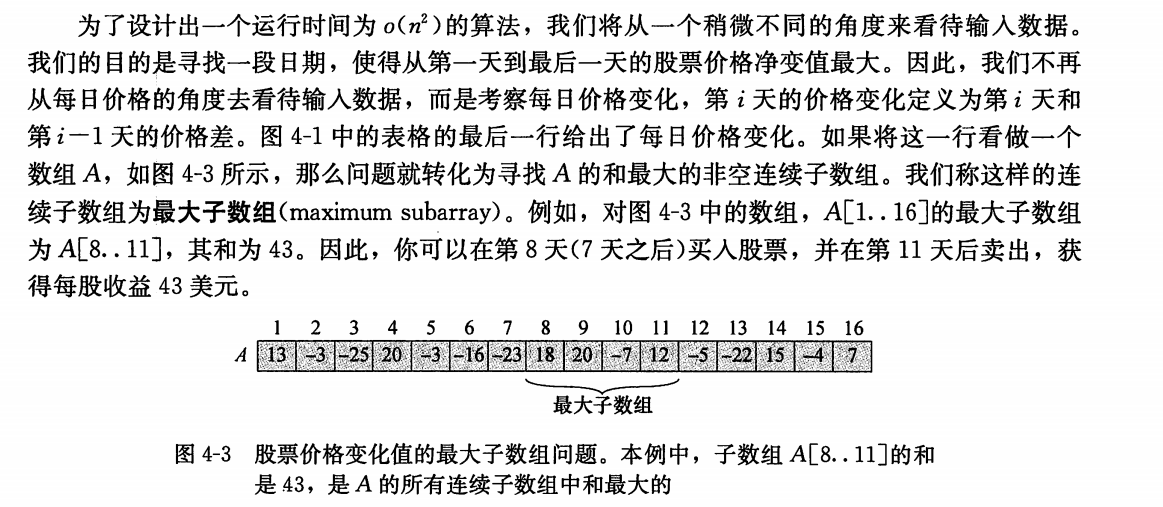 为了设计出一个运行时间为 o(n²)的算法，我们将从一个稍微不同的角度来看待输入数据。
我们的目的是寻找一段日期，使得从第一天到最后一天的股票价格净变值最大。因此，我们不再
从每日价格的角度去看待输入数据，而是考察每日价格变化，第 i 天的价格变化定义为第 i 天和
第 i－1 天的价格差。图 4-1 中的表格的最后一行给出了每日价格变化。如果将这一行看做一个
数组 A，如图 4-3 所示，那么问题就转化为寻找 A 的和最大的非空连续子数组。我们称这样的连
续子数组为最大子数组(maximum subarray)。例如，对图 4-3 中的数组，A[1..16]的最大子数组
为 A[8..11]，其和为 43。因此，你可以在第 8 天(7 天之后)买入股票，并在第 11 天后卖出，获
得每股收益 43 美元。
1 2 3 4 5 6 7 8 9 10 11 12 13 14 15 16
A 13 -3 -25 20 -3 -16 -23 18 20 -7 12 -5 -22 15 -4 7
最大子数组
图 4-3 股票价格变化值的最大子数组问题。本例中，子数组 A[8..11]的和
是 43，是 A 的所有连续子数组中和最大的